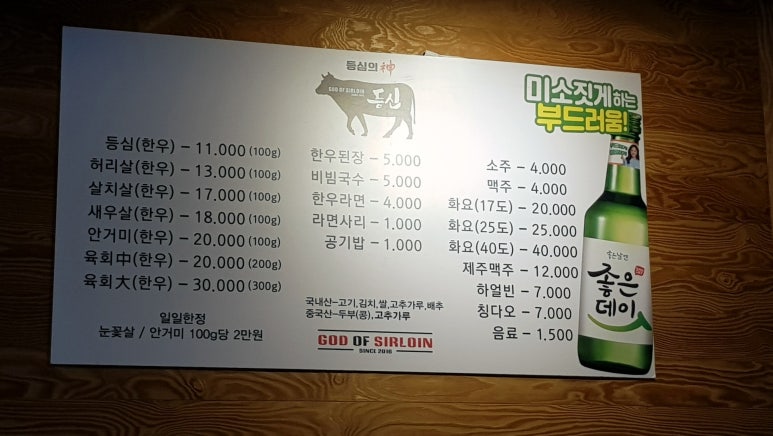 등심의神
GOD OF SIRLOIN
등신
등심(한우) - 11.000 (100g)
허리살(한우) - 13.000 (100g)
살치살(한우) - 17.000 (100g)
새우살(한우) - 18.000 (100g)
안거미(한우) - 20.000 (100g)
육회中(한우) - 20.000 (200g)
육회大(한우) - 30.000 (300g)
일일한정
눈꽃살 / 안거미 100g당 2만원
한우된장 - 5.000
비빔국수 - 5.000
한우라면 - 4.000
라면사리 - 1.000
공기밥 - 1.000
국내산-고기,김치,쌀,고추가루,배추
중국산-두부(콩),고추가루
GOD OF SIRLOIN
SINCE 2016
소주 - 4.000
맥주 - 4.000
화요(17도) - 20.000
화요(25도) - 25.000
화요(40도) - 40.000
제주맥주 - 12.000
하얼빈 - 7.000
칭다오 - 7.000
음료 - 1.500
미소짓게하는
부드러움!
좋은
데이